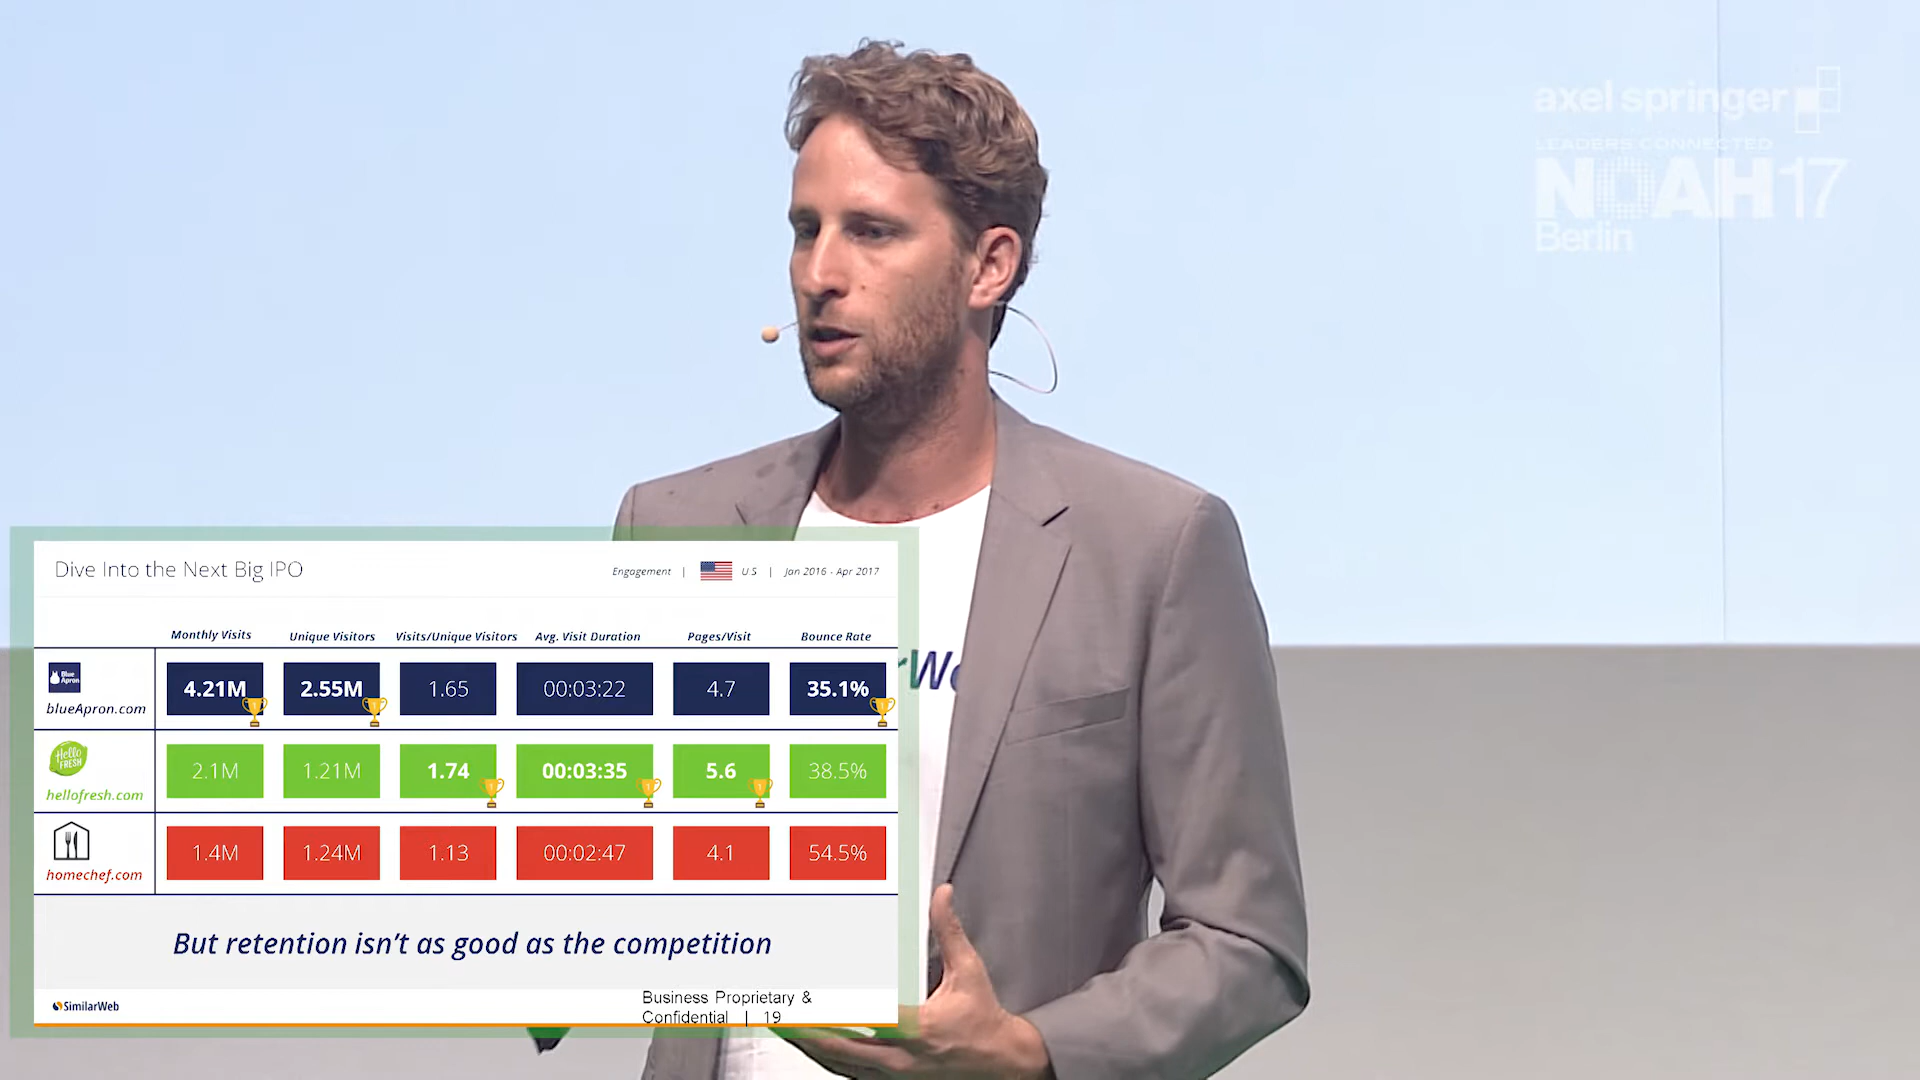 axel springer
LEADERS CONNECTED
NOAH17
Berlin
Dive Into the Next Big IPO
Engagement | U.S | Jan 2016 - Apr 2017
Monthly Visits Unique Visitors Visits/Unique Visitors Avg. Visit Duration Pages/Visit Bounce Rate
Blue
Apron
blueApron.com
4.21M 2.55M 1.65 00:03:22 4.7 35.1%
Hello
FRESH
hellofresh.com
2.1M 1.21M 1.74 00:03:35 5.6 38.5%
homechef.com
1.4M 1.24M 1.13 00:02:47 4.1 54.5%
But retention isn't as good as the competition
SimilarWeb
Business Proprietary &
Confidential | 19